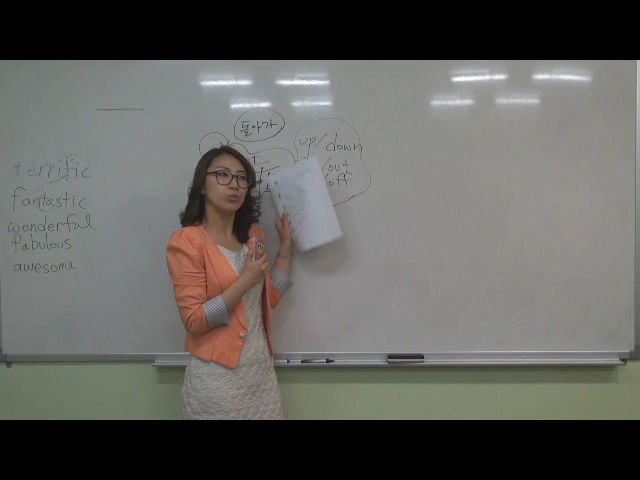 terrific
fantastic
wonderful
fabulous
awesome
돌아가
up/down
/out
off